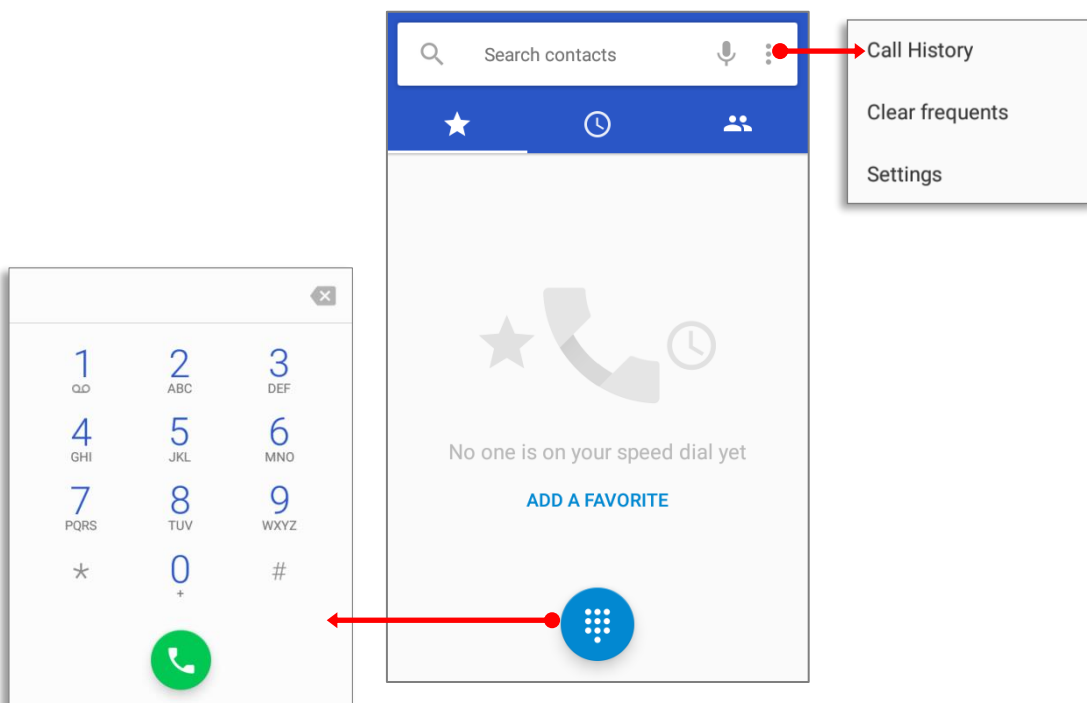 Search contacts
Call History
Clear frequents
Settings
No one is on your speed dial yet
ADD A FAVORITE
1 2 3
ABC DEF
4 5 6
GHI JKL MNO
7 8 9
PQRS TUV WXYZ
* 0 #
+